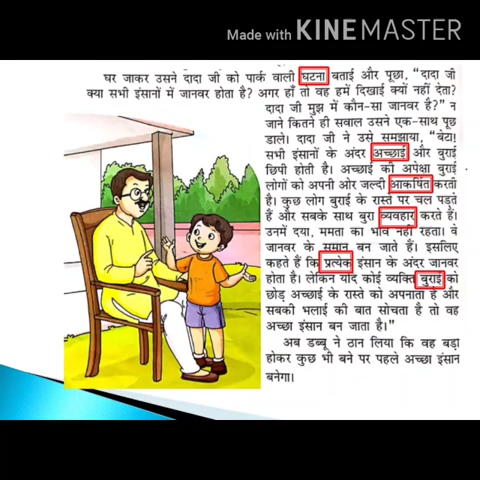 Made with KINEMASTER
घर जाकर उसने दादा जी को पार्क वाली घटना बताई और पूछा, "दादा जी
क्या सभी इंसानों में जानवर होता है? अगर हाँ तो वह हमें दिखाई क्यों नहीं देता?
दादा जी मुझ में कौन-सा जानवर है?" न
जाने कितने ही सवाल उसने एक-साथ पूछ
डाले। दादा जी ने उसे समझाया, "बेटा!
सभी इंसानों के अंदर अच्छाई और बुराई
छिपी होती है। अच्छाई की अपेक्षा बुराई
लोगों को अपनी ओर जल्दी आकर्षित करती
है। कुछ लोग बुराई के रास्ते पर चल पड़ते
हैं और सबके साथ बुरा व्यवहार करते हैं।
उनमें दया, ममता का भाव नहीं रहता। वे
जानवर के समान बन जाते हैं। इसलिए
कहते हैं कि प्रत्येक इंसान के अंदर जानवर
होता है। लेकिन यदि कोई व्यक्ति बुराई को
छोड़ अच्छाई के रास्ते को अपनाता है और
सबकी भलाई की बात सोचता है तो वह
अच्छा इंसान बन जाता है।"
अब डब्बू ने ठान लिया कि वह बड़ा
होकर कुछ भी बने पर पहले अच्छा इंसान
बनेगा।